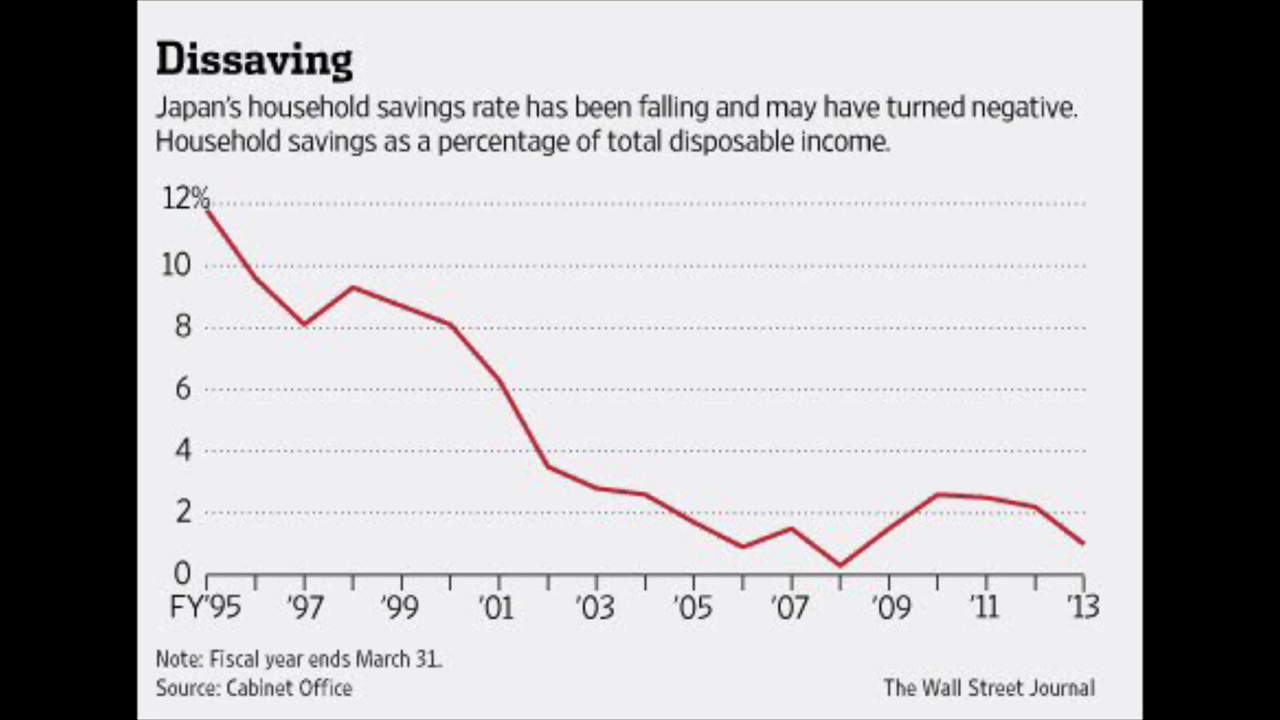 Dissaving
Japan's household savings rate has been falling and may have turned negative.
Household savings as a percentage of total disposable income.
12%
10
8
6
4
2
0
FY'95 '97 '99 '01 '03 '05 '07 '09 '11 '13
Note: Fiscal year ends March 31.
Source: Cabinet Office
The Wall Street Journal